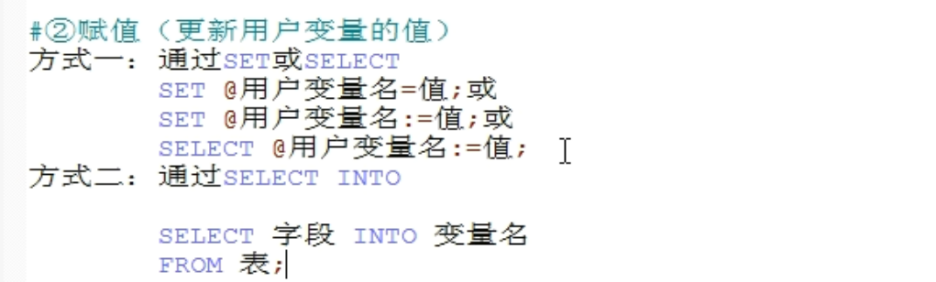 #②赋值（更新用户变量的值）
方式一：通过SET或SELECT
SET @用户变量名=值;或
SET @用户变量名:=值;或
SELECT @用户变量名:=值;
方式二：通过SELECT INTO
SELECT 字段 INTO 变量名
FROM 表;